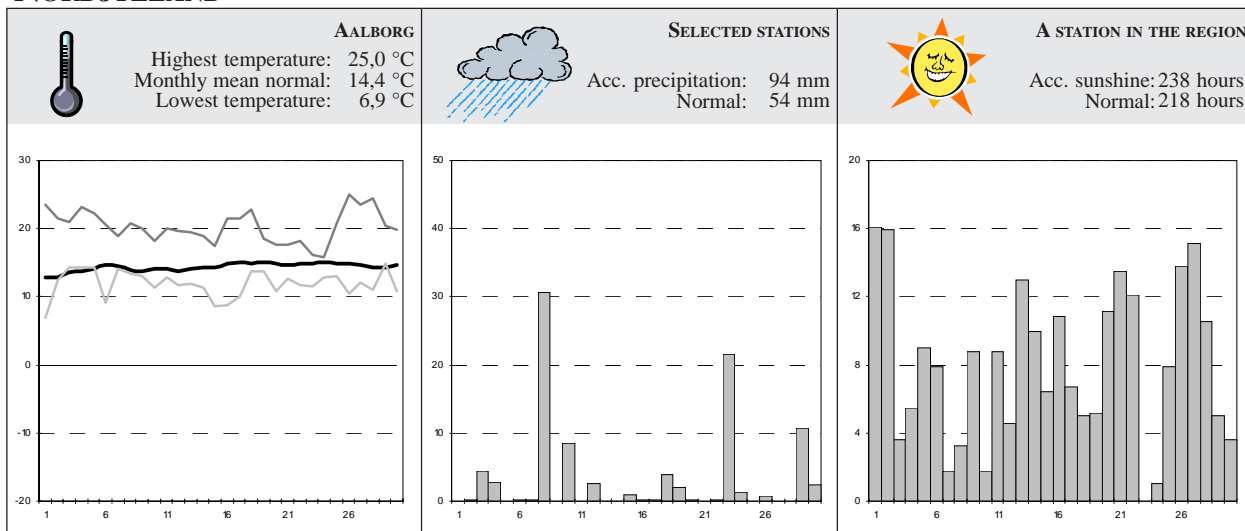 AALBORG
Highest temperature: 25,0 °C
Monthly mean normal: 14,4 °C
Lowest temperature: 6,9 °C
SELECTED STATIONS
Acc. precipitation: 94 mm
Normal: 54 mm
A STATION IN THE REGION
Acc. sunshine: 238 hours
Normal: 218 hours
30
20
10
0
-10
-20
1 6 11 16 21 26
50
40
30
20
10
0
1 6 11 16 21 26
20
16
12
8
4
0
1 6 11 16 21 26